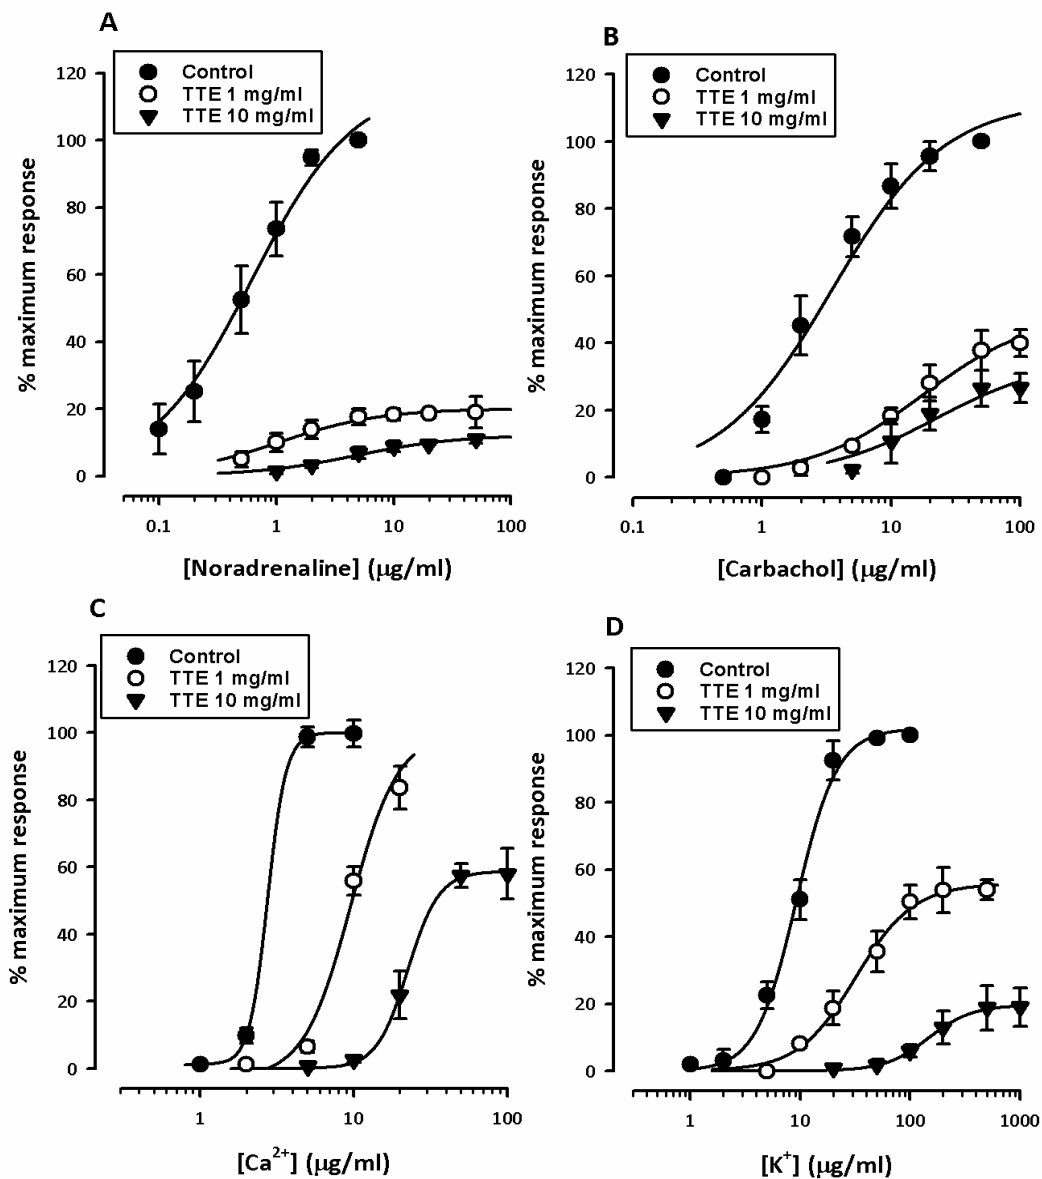 A
Control
TTE 1 mg/ml
TTE 10 mg/ml
120
100
80
60
40
20
0
% maximum response
0.1 1 10 100
[Noradrenaline] (µg/ml)
B
Control
TTE 1 mg/ml
TTE 10 mg/ml
120
100
80
60
40
20
0
% maximum response
0.1 1 10 100
[Carbachol] (µg/ml)
C
Control
TTE 1 mg/ml
TTE 10 mg/ml
120
100
80
60
40
20
0
% maximum response
1 10 100
[Ca²⁺] (µg/ml)
D
Control
TTE 1 mg/ml
TTE 10 mg/ml
120
100
80
60
40
20
0
% maximum response
1 10 100 1000
[K⁺] (µg/ml)